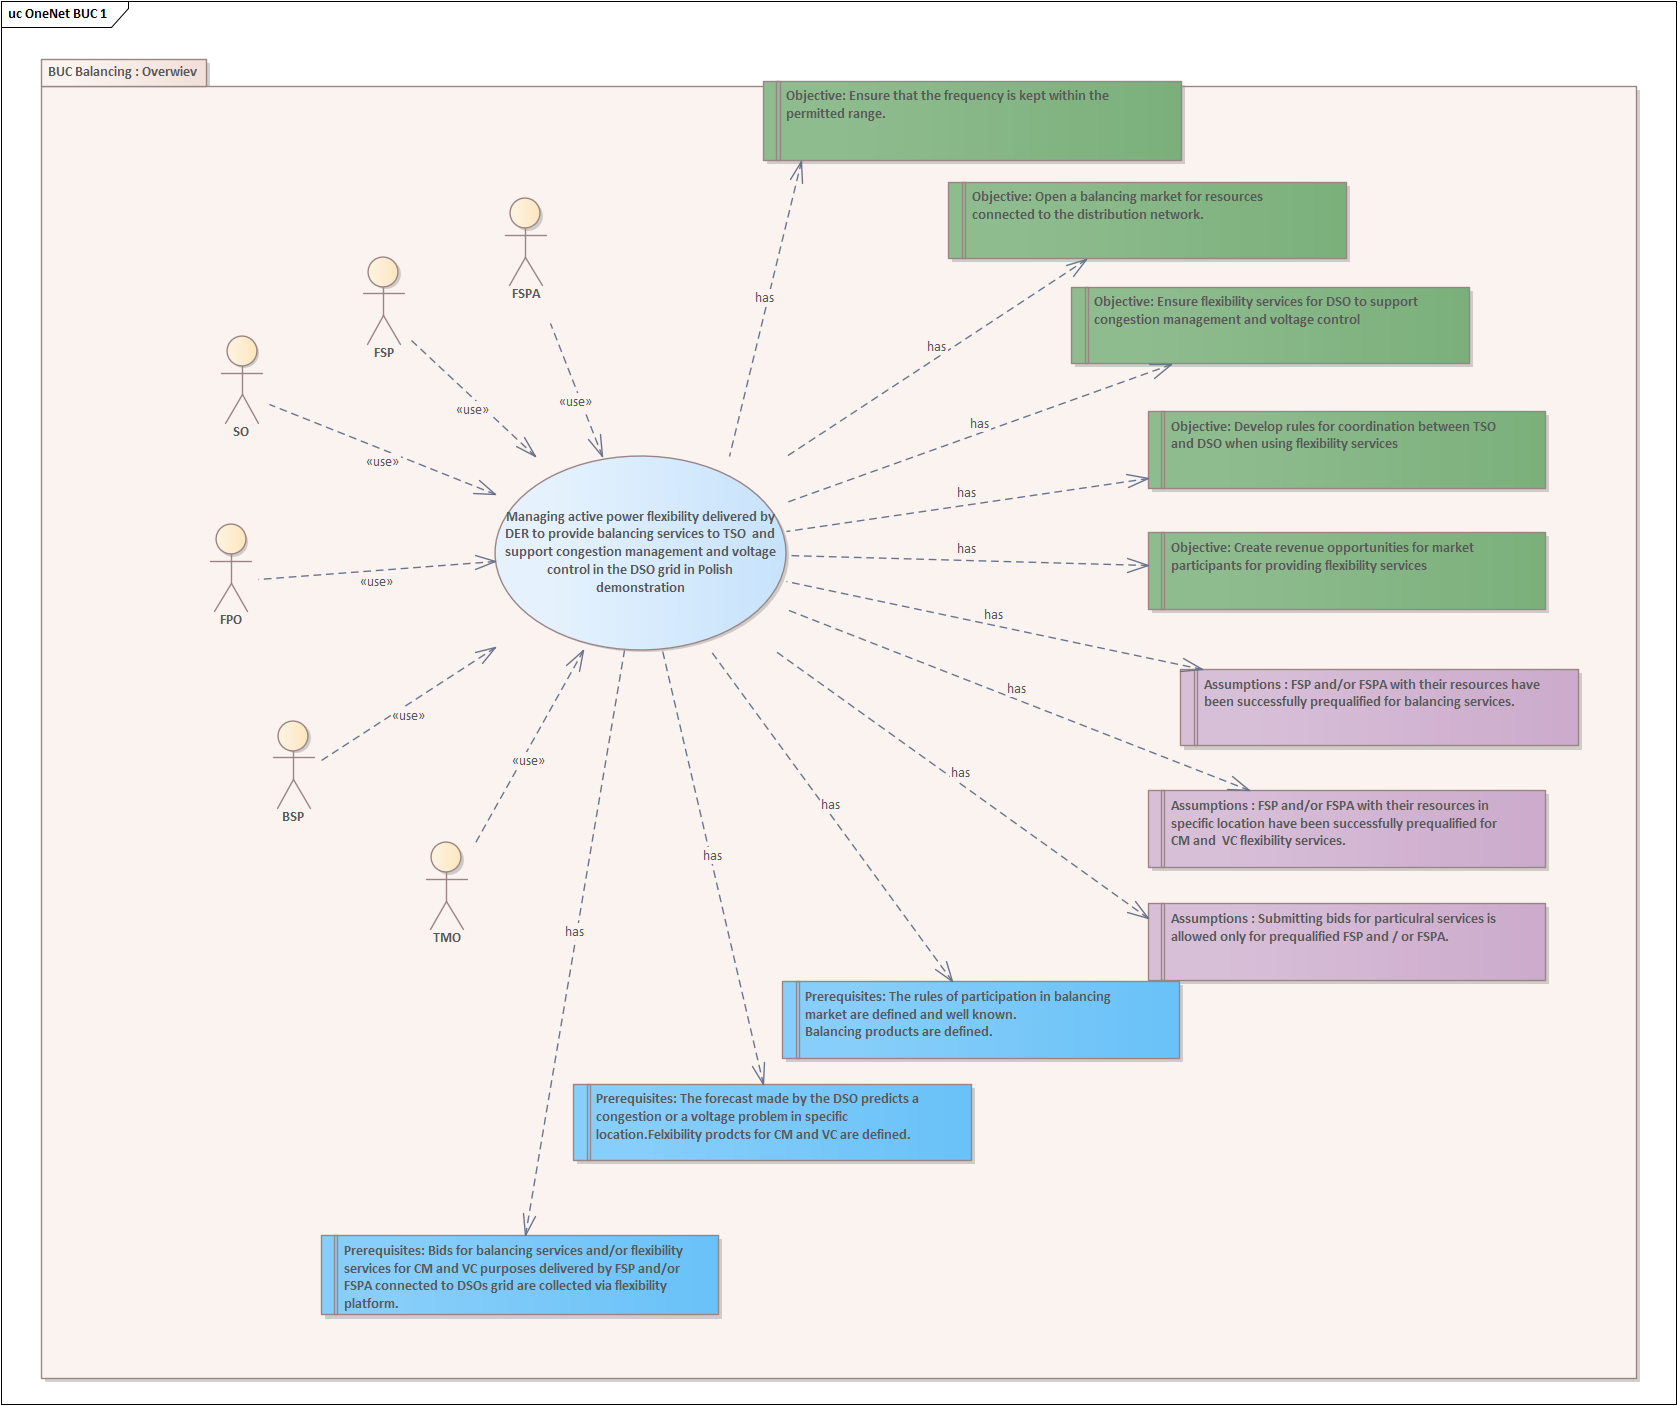 uc OneNet BUC 1
BUC Balancing : Overwiev
Objective: Ensure that the frequency is kept within the
permitted range.
Objective: Open a balancing market for resources
connected to the distribution network.
Objective: Ensure flexibility services for DSO to support
congestion management and voltage control
Objective: Develop rules for coordination between TSO
and DSO when using flexibility services
Objective: Create revenue opportunities for market
participants for providing flexibility services
Assumptions : FSP and/or FSPA with their resources have
been successfully prequalified for balancing services.
Assumptions : FSP and/or FSPA with their resources in
specific location have been successfully prequalified for
CM and  VC flexibility services.
Assumptions : Submitting bids for particulral services is
allowed only for prequalified FSP and / or FSPA.
Prerequisites: The rules of participation in balancing
market are defined and well known.
Balancing products are defined.
Prerequisites: The forecast made by the DSO predicts a
congestion or a voltage problem in specific
location.Felxibility prodcts for CM and VC are defined.
Prerequisites: Bids for balancing services and/or flexibility
services for CM and VC purposes delivered by FSP and/or
FSPA connected to DSOs grid are collected via flexibility
platform.
Managing active power flexibility delivered by
DER to provide balancing services to TSO  and
support congestion management and voltage
control in the DSO grid in Polish
demonstration
FSPA
FSP
SO
FPO
BSP
TMO
«use»
«use»
«use»
«use»
«use»
«use»
has
has
has
has
has
has
has
has
has
has
has